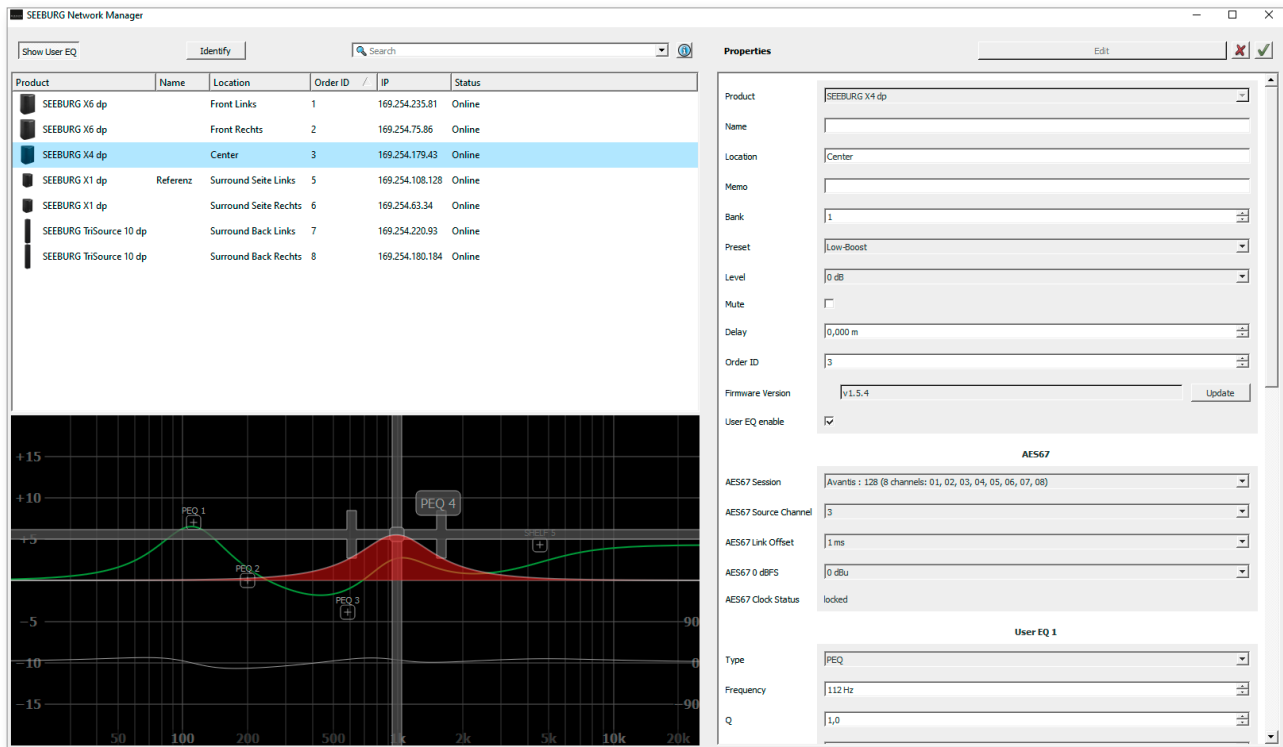 SEEBURG Network Manager
Show User EQ
Identify
Search
Properties
Edit
Product Name Location Order ID IP Status
SEEBURG X6 dp Front Links 1 169.254.235.81 Online
SEEBURG X6 dp Front Rechts 2 169.254.75.86 Online
SEEBURG X4 dp Center 3 169.254.179.43 Online
SEEBURG X1 dp Referenz Surround Seite Links 5 169.254.108.128 Online
SEEBURG X1 dp Surround Seite Rechts 6 169.254.63.34 Online
SEEBURG TriSource 10 dp Surround Back Links 7 169.254.220.93 Online
SEEBURG TriSource 10 dp Surround Back Rechts 8 169.254.180.184 Online
+15
+10
+5
-5
-10
-15
PEQ 1
PEQ 2
PEQ 3
PEQ 4
SHELF 5
90
0
-90
50 100 200 500 1k 2k 5k 10k 20k
Product SEEBURG X4 dp
Name
Location Center
Memo
Bank 1
Preset Low-Boost
Level 0 dB
Mute
Delay 0,000 m
Order ID 3
Firmware Version v1.5.4 Update
User EQ enable
AES67
AES67 Session Avantis : 128 (8 channels: 01, 02, 03, 04, 05, 06, 07, 08)
AES67 Source Channel 3
AES67 Link Offset 1 ms
AES67 0 dBFS 0 dBu
AES67 Clock Status locked
User EQ 1
Type PEQ
Frequency 112 Hz
Q 1,0